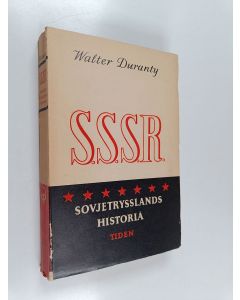 Walter Duranty
S.S.S.R.
SOVJETRYSSLANDS
HISTORIA
TIDEN